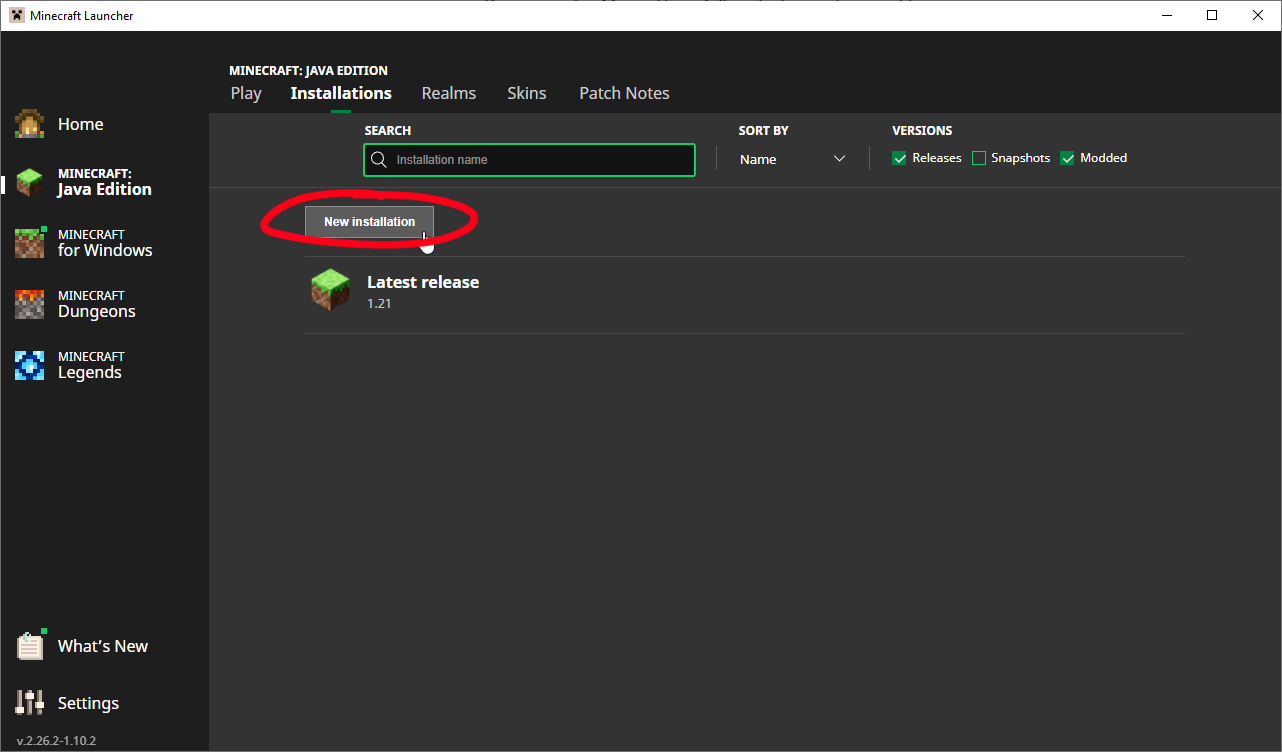 Minecraft Launcher
MINECRAFT: JAVA EDITION
Play Installations Realms Skins Patch Notes
Home
MINECRAFT:
Java Edition
MINECRAFT
for Windows
MINECRAFT
Dungeons
MINECRAFT
Legends
What's New
Settings
v.2.26.2-1.10.2
SEARCH
Installation name
SORT BY
Name
VERSIONS
Releases Snapshots Modded
New installation
Latest release
1.21